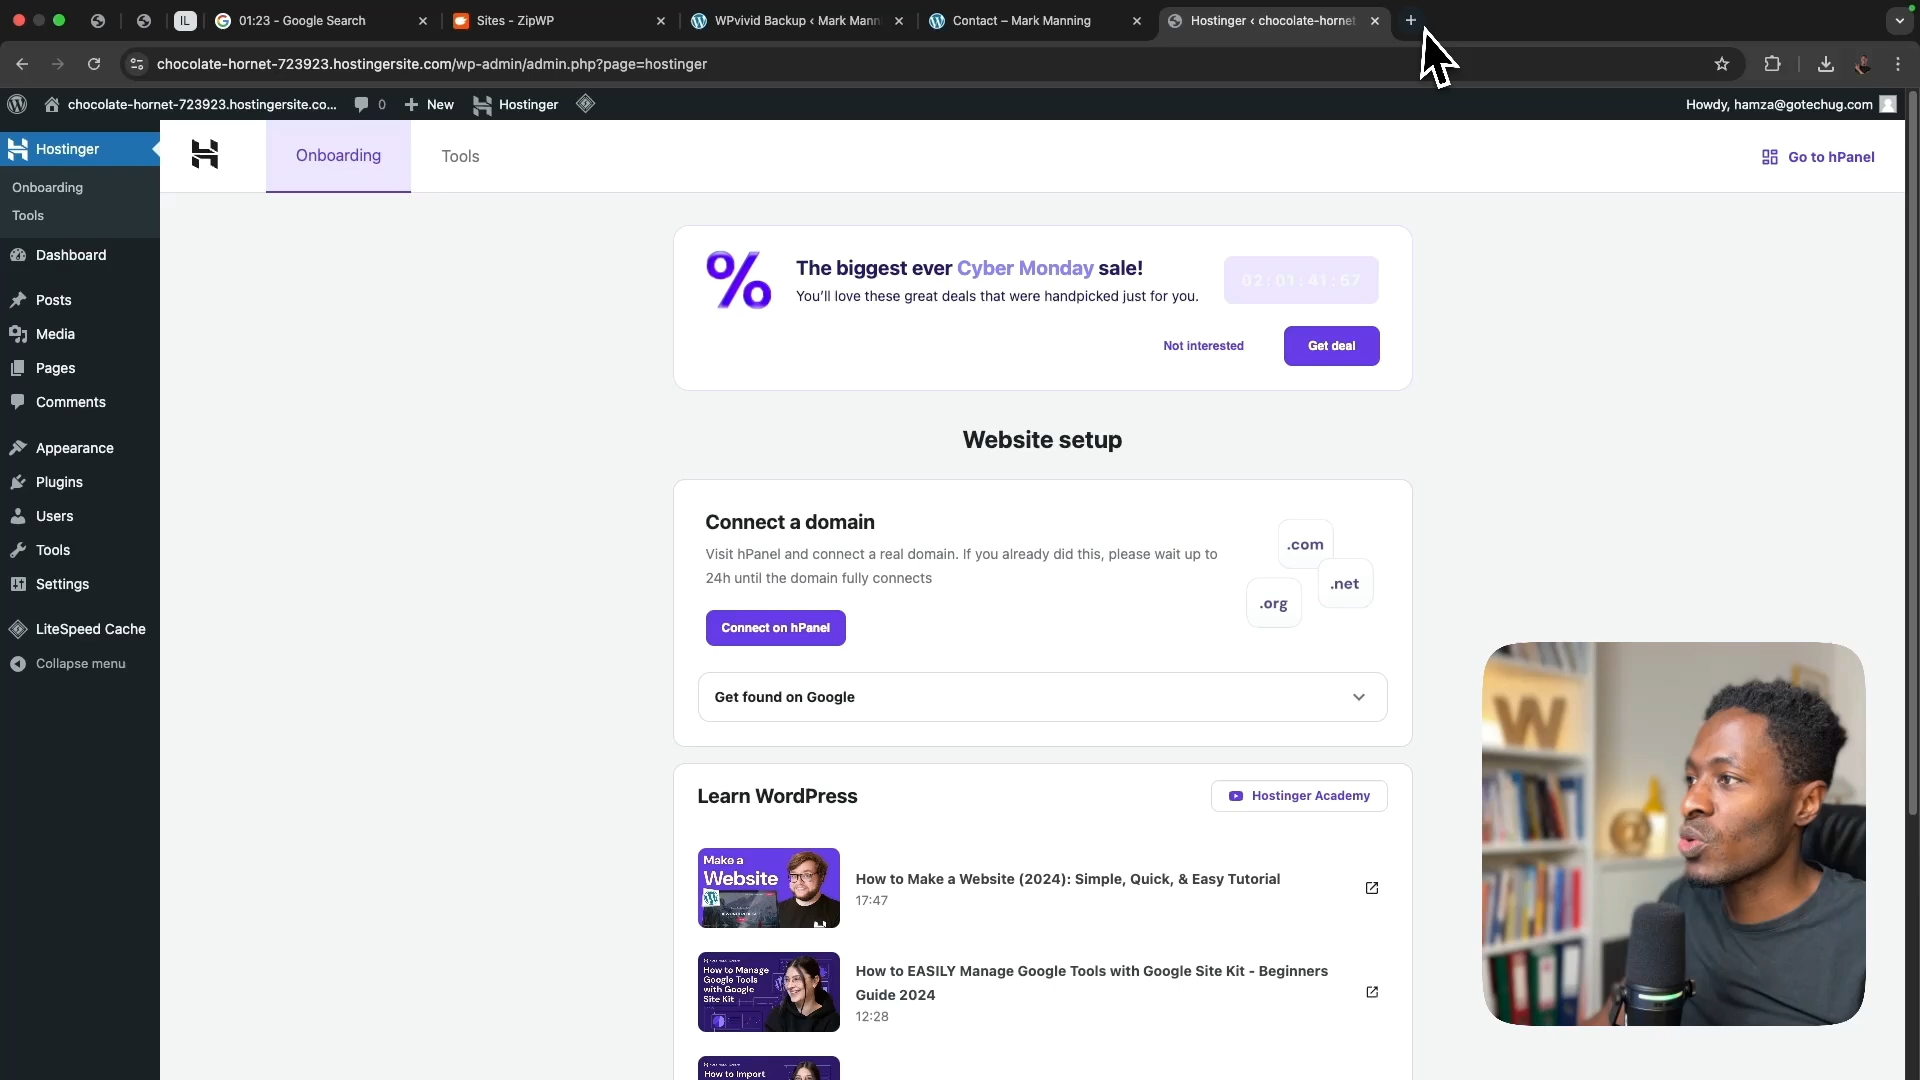 IL
01:23 - Google Search
Sites - ZipWP
WPvivid Backup ‹ Mark Mann
Contact – Mark Manning
Hostinger ‹ chocolate-hornet
chocolate-hornet-723923.hostingersite.com/wp-admin/admin.php?page=hostinger
chocolate-hornet-723923.hostingersite.co...
0
New
Hostinger
Howdy, hamza@gotechug.com
Hostinger
Onboarding
Tools
Dashboard
Posts
Media
Pages
Comments
Appearance
Plugins
Users
Tools
Settings
LiteSpeed Cache
Collapse menu
Onboarding
Tools
Go to hPanel
%
The biggest ever Cyber Monday sale!
You'll love these great deals that were handpicked just for you.
02:01:41:57
Not interested
Get deal
Website setup
Connect a domain
Visit hPanel and connect a real domain. If you already did this, please wait up to
24h until the domain fully connects
.com
.net
.org
Connect on hPanel
Get found on Google
Learn WordPress
Hostinger Academy
Make a
Website
How to Make a Website (2024): Simple, Quick, & Easy Tutorial
17:47
How to Manage
Google Tools
with Google
Site Kit
How to EASILY Manage Google Tools with Google Site Kit - Beginners
Guide 2024
12:28
How to Import
W